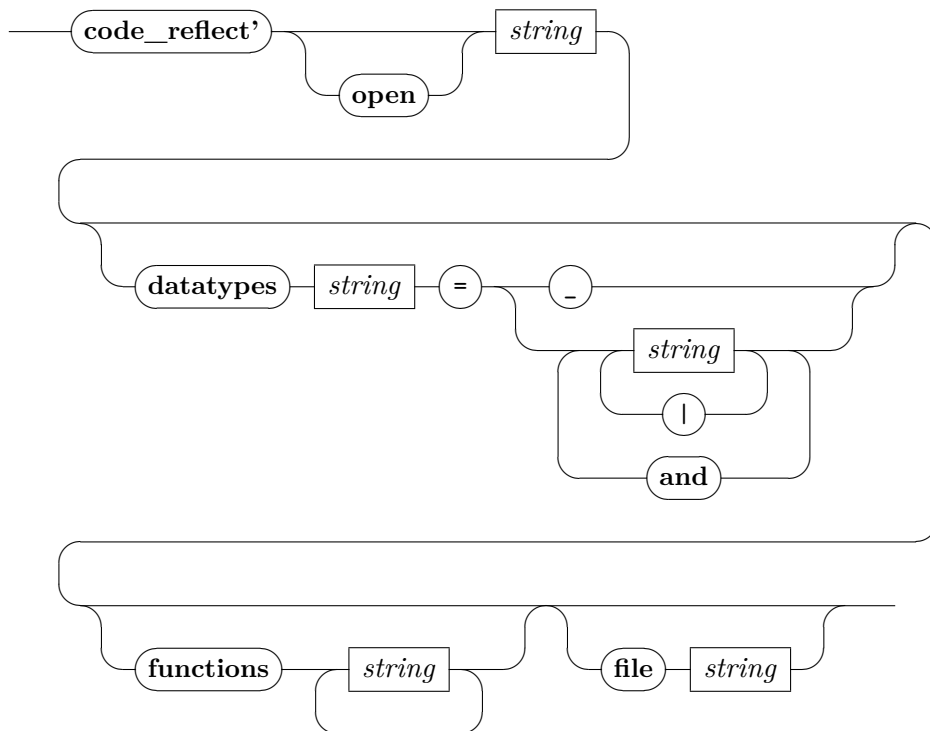 code_reflect' string
open
datatypes string = _
string
|
and
functions string file string